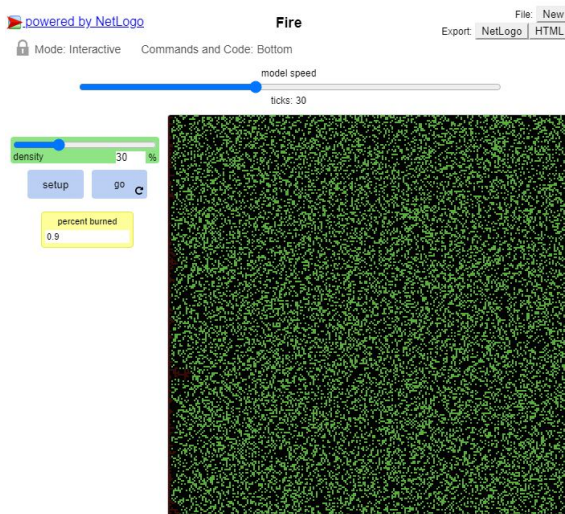 powered by NetLogo
Fire
File: New
Export: NetLogo HTML
Mode: Interactive Commands and Code: Bottom
model speed
ticks: 30
density 30 %
setup go
percent burned
0.9